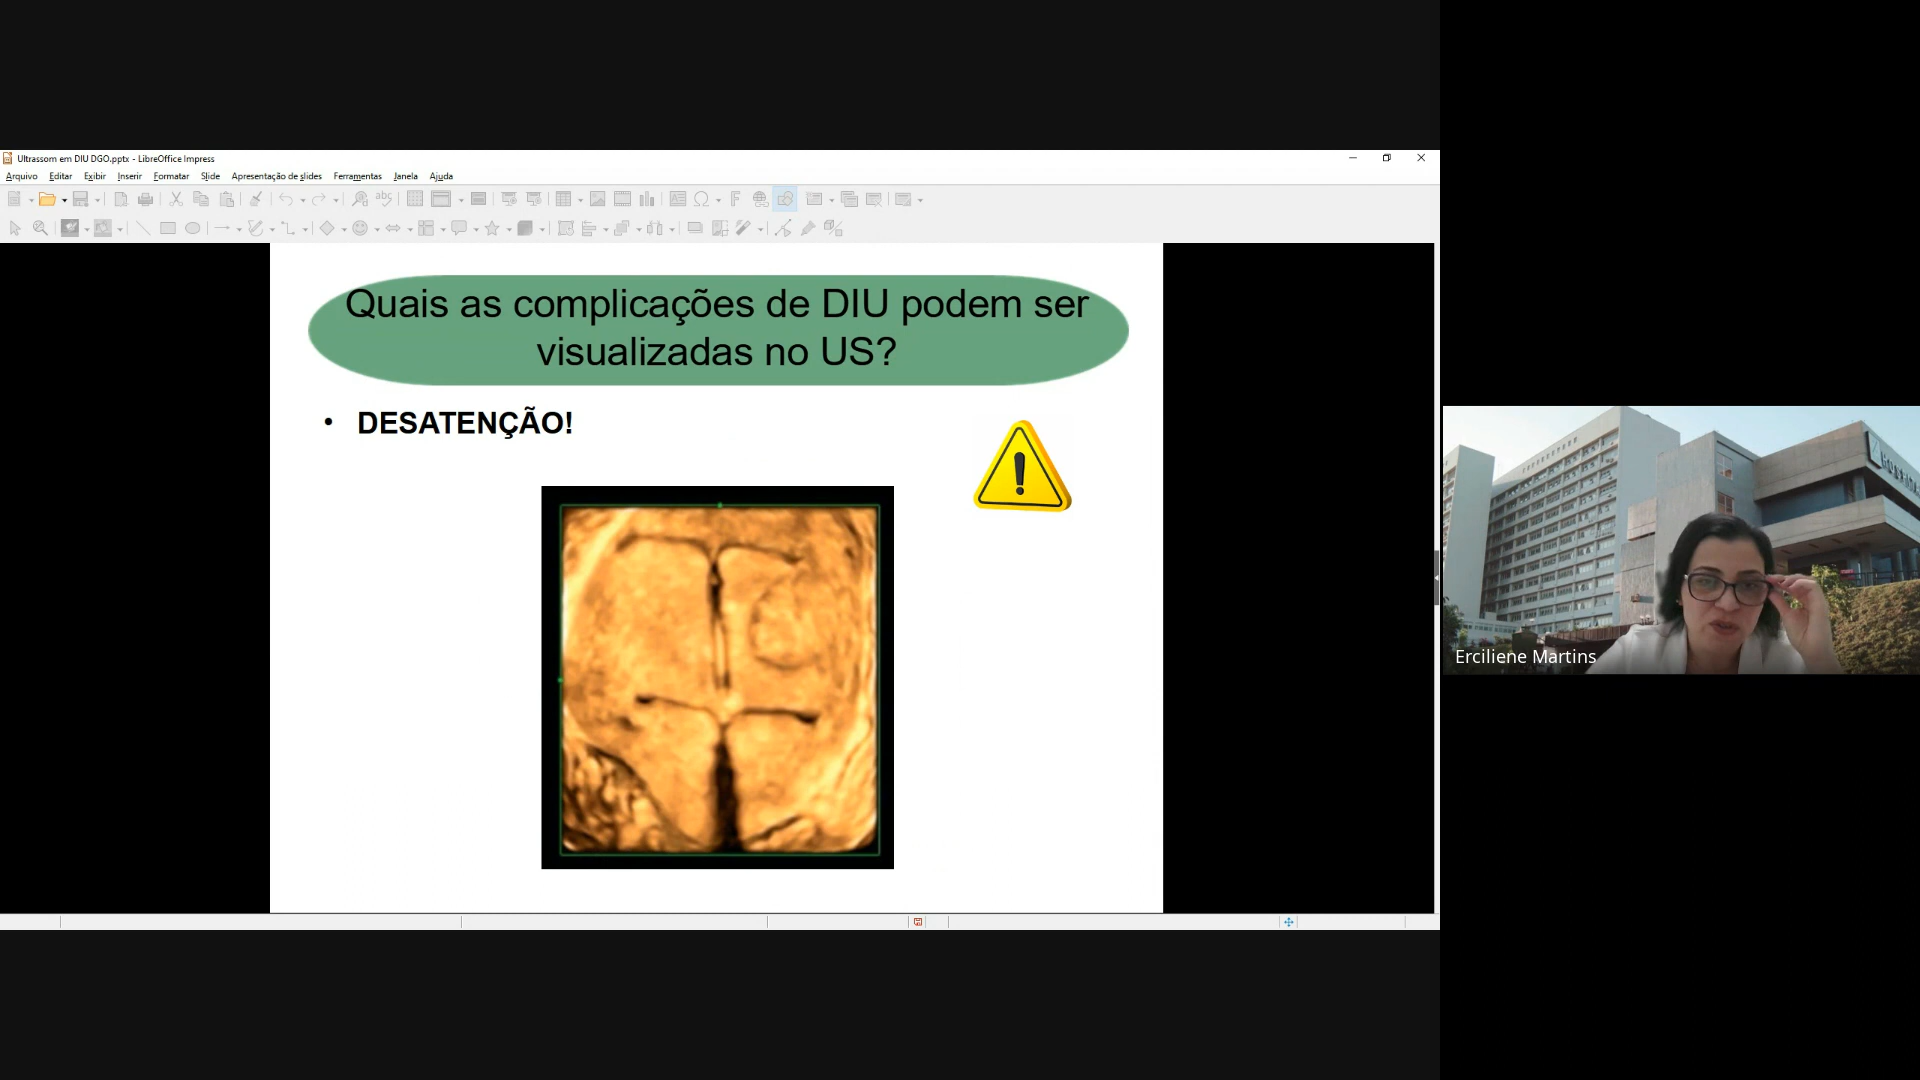 Ultrassom em DIU DGO.pptx - LibreOffice Impress
Arquivo Editar Exibir Inserir Formatar Slide Apresentação de slides Ferramentas Janela Ajuda
Quais as complicações de DIU podem ser
visualizadas no US?
• DESATENÇÃO!
Erciliene Martins